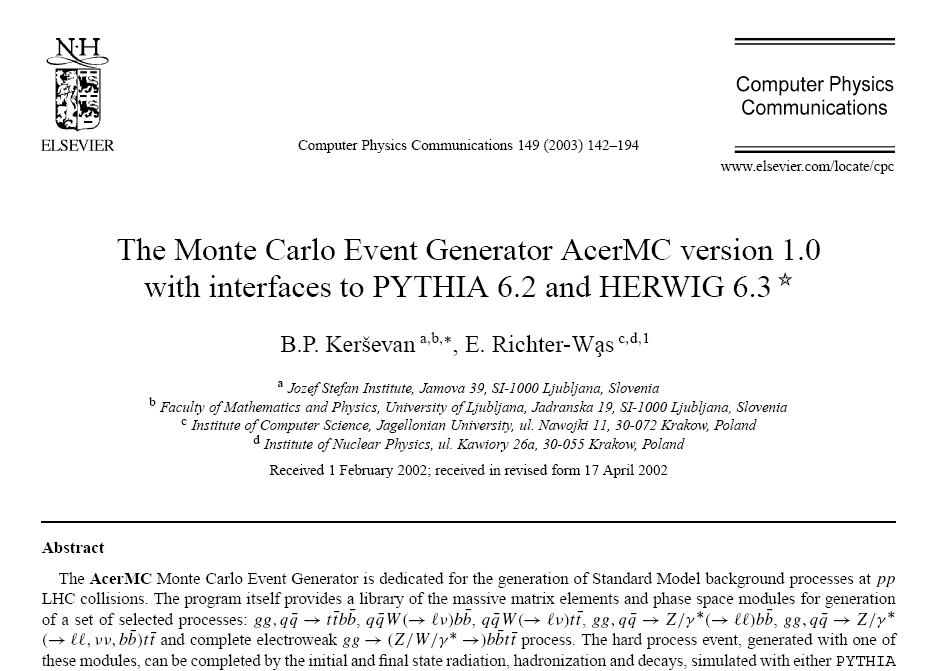 N·H
ELSEVIER
Computer Physics Communications 149 (2003) 142–194
Computer Physics
Communications
www.elsevier.com/locate/cpc
The Monte Carlo Event Generator AcerMC version 1.0
with interfaces to PYTHIA 6.2 and HERWIG 6.3 ☆
B.P. Kerševan a,b,∗, E. Richter-Wąs c,d,1
a Jozef Stefan Institute, Jamova 39, SI-1000 Ljubljana, Slovenia
b Faculty of Mathematics and Physics, University of Ljubljana, Jadranska 19, SI-1000 Ljubljana, Slovenia
c Institute of Computer Science, Jagellonian University, ul. Nawojki 11, 30-072 Krakow, Poland
d Institute of Nuclear Physics, ul. Kawiory 26a, 30-055 Krakow, Poland
Received 1 February 2002; received in revised form 17 April 2002
Abstract
The AcerMC Monte Carlo Event Generator is dedicated for the generation of Standard Model background processes at pp
LHC collisions. The program itself provides a library of the massive matrix elements and phase space modules for generation
of a set of selected processes: gg, qq̄ → tt̄bb̄, qq̄W(→ ℓν)bb̄, qq̄W(→ ℓν)tt̄, gg, qq̄ → Z/γ*(→ ℓℓ)bb̄, gg, qq̄ → Z/γ*
(→ ℓℓ, νν, bb̄)tt̄ and complete electroweak gg → (Z/W/γ* →)bb̄tt̄ process. The hard process event, generated with one of
these modules, can be completed by the initial and final state radiation, hadronization and decays, simulated with either PYTHIA